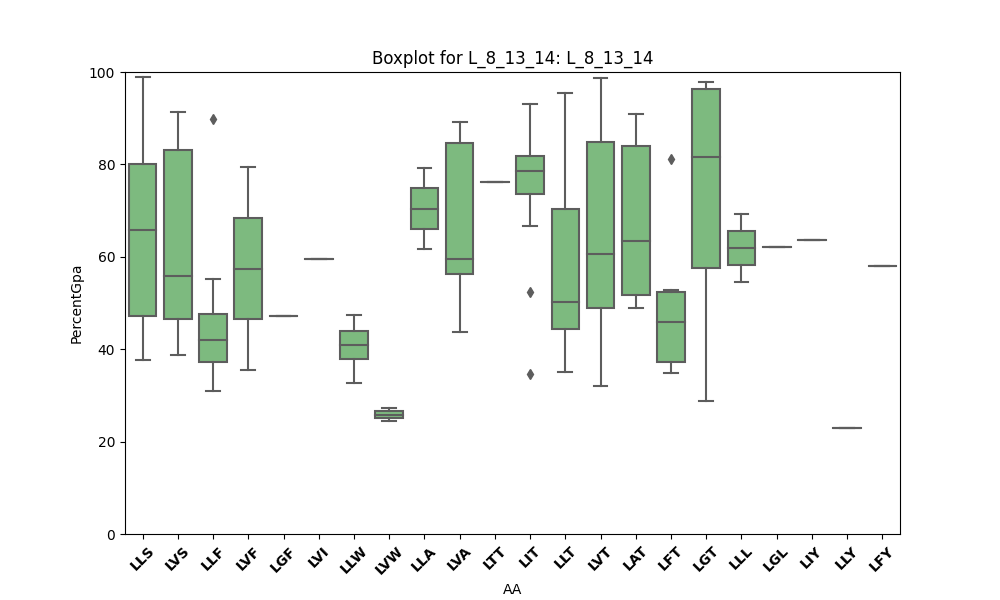 Boxplot for L_8_13_14: L_8_13_14
PercentGpa
100
80
60
40
20
0
LLS LVS LLF LVF LGF LVI LLW LVW LLA LVA LTT LIT LLT LVT LAT LFT LGT LLL LGL LIY LLY LFY
AA